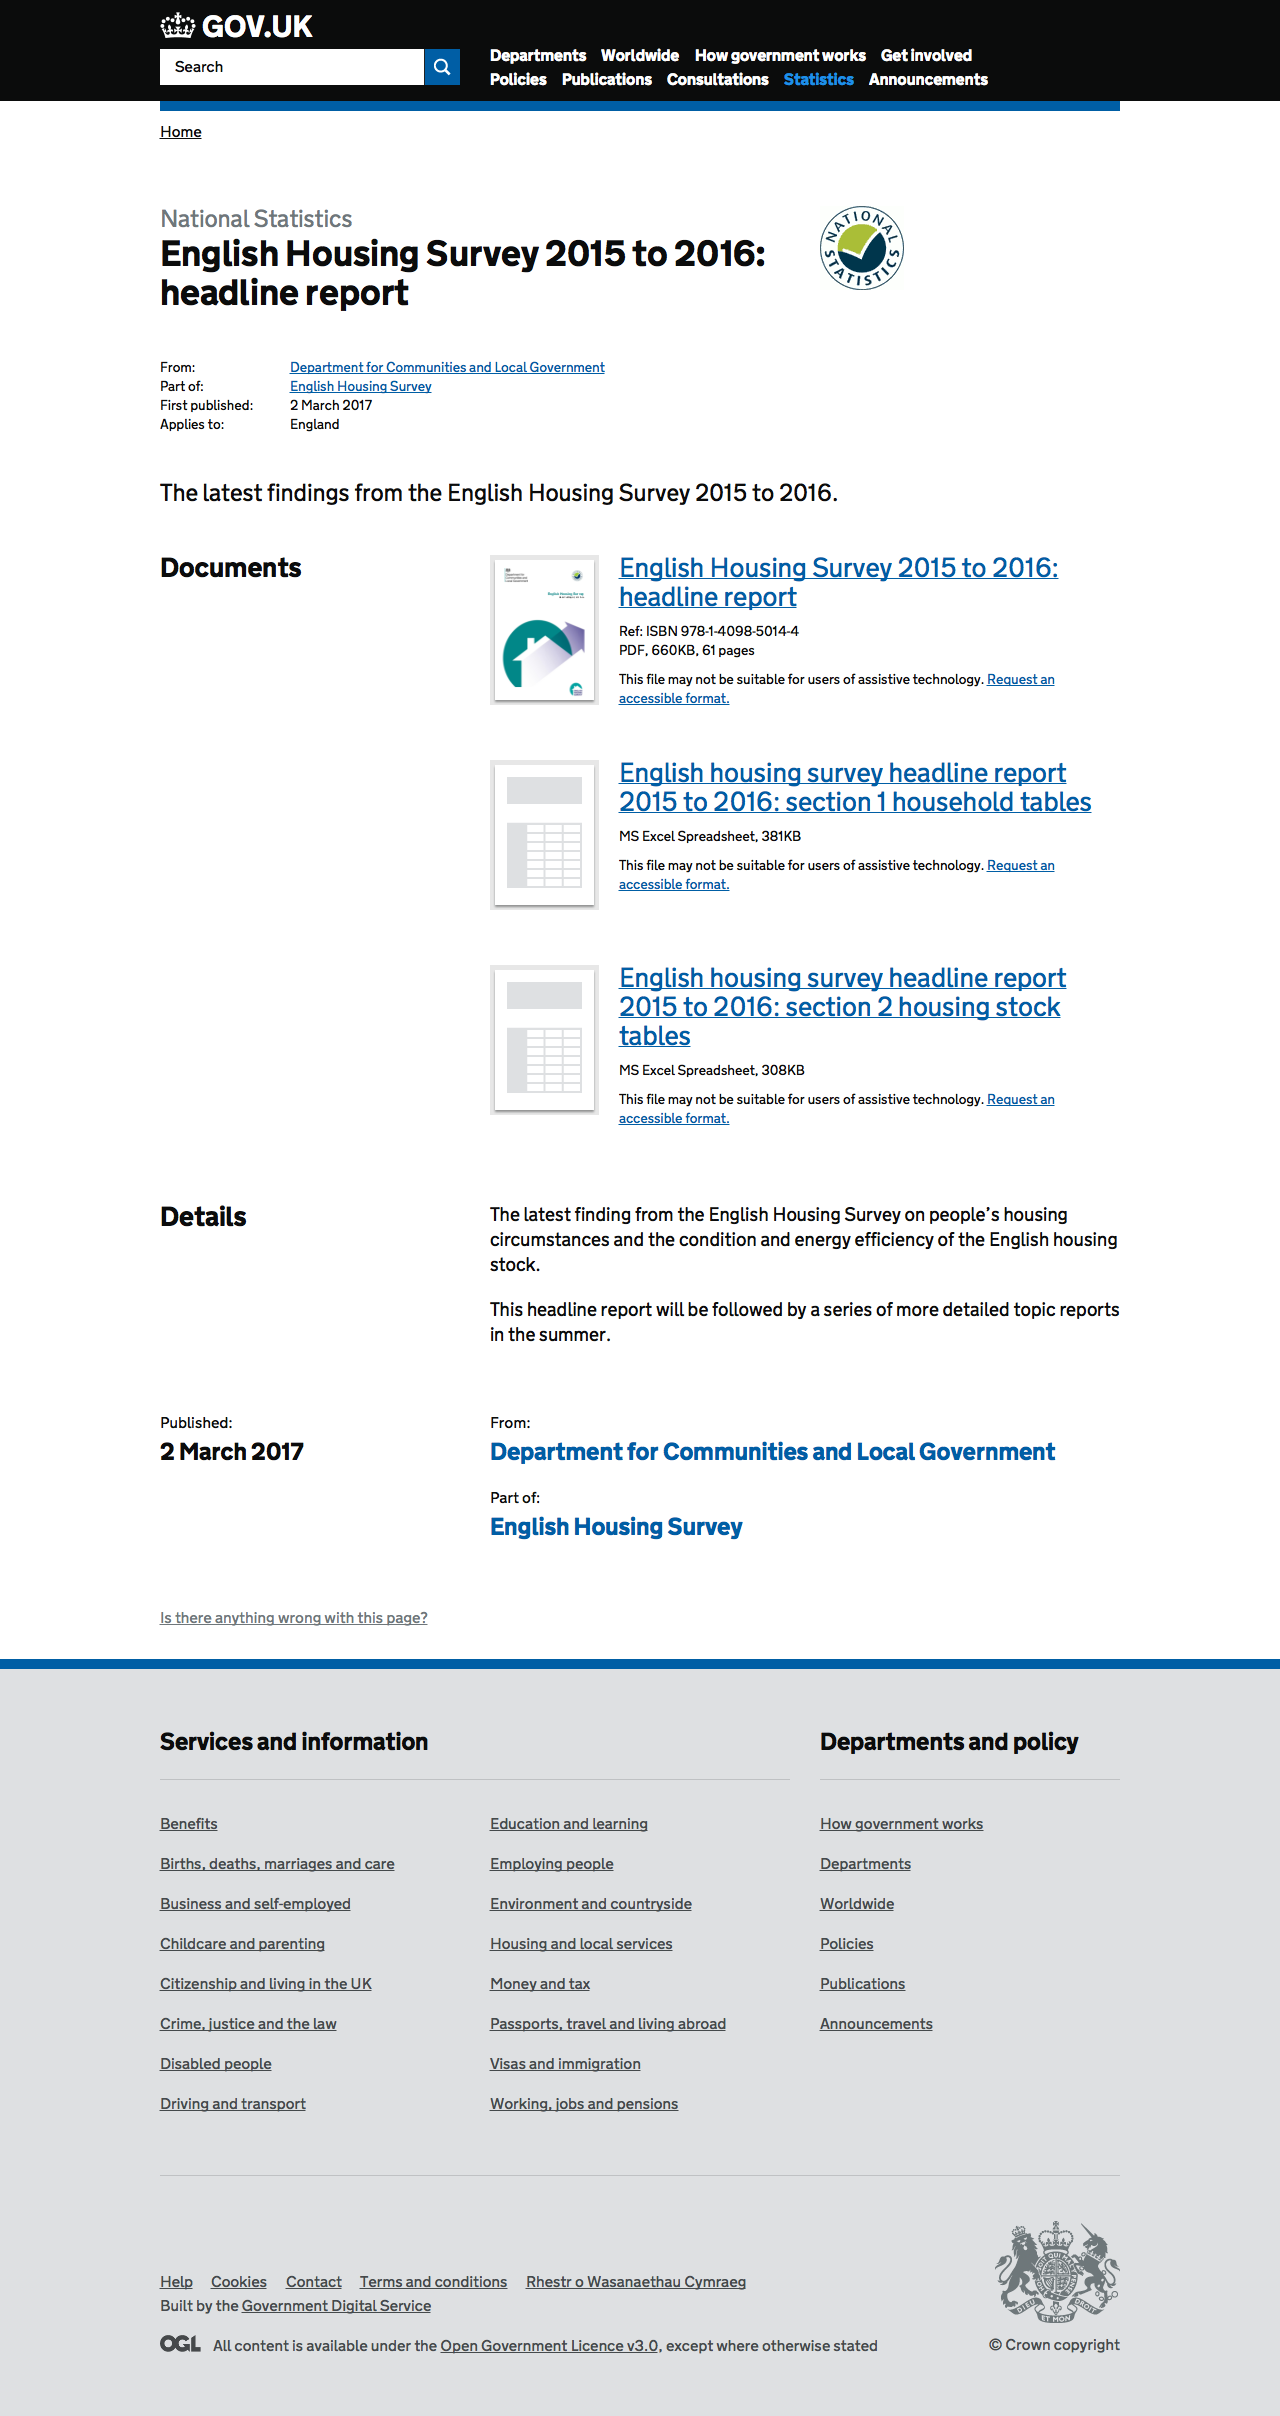 GOV.UK
Search
Departments Worldwide How government works Get involved
Policies Publications Consultations Statistics Announcements
Home
National Statistics
English Housing Survey 2015 to 2016:
headline report
NATIONAL STATISTICS
From: Department for Communities and Local Government
Part of: English Housing Survey
First published: 2 March 2017
Applies to: England
The latest findings from the English Housing Survey 2015 to 2016.
Documents
English Housing Survey 2015 to 2016:
headline report
Ref: ISBN 978-1-4098-5014-4
PDF, 660KB, 61 pages
This file may not be suitable for users of assistive technology. Request an
accessible format.
English housing survey headline report
2015 to 2016: section 1 household tables
MS Excel Spreadsheet, 381KB
This file may not be suitable for users of assistive technology. Request an
accessible format.
English housing survey headline report
2015 to 2016: section 2 housing stock
tables
MS Excel Spreadsheet, 308KB
This file may not be suitable for users of assistive technology. Request an
accessible format.
Details
The latest finding from the English Housing Survey on people’s housing
circumstances and the condition and energy efficiency of the English housing
stock.
This headline report will be followed by a series of more detailed topic reports
in the summer.
Published:
2 March 2017
From:
Department for Communities and Local Government
Part of:
English Housing Survey
Is there anything wrong with this page?
Services and information
Benefits
Births, deaths, marriages and care
Business and self-employed
Childcare and parenting
Citizenship and living in the UK
Crime, justice and the law
Disabled people
Driving and transport
Education and learning
Employing people
Environment and countryside
Housing and local services
Money and tax
Passports, travel and living abroad
Visas and immigration
Working, jobs and pensions
Departments and policy
How government works
Departments
Worldwide
Policies
Publications
Announcements
Help Cookies Contact Terms and conditions Rhestr o Wasanaethau Cymraeg
Built by the Government Digital Service
OGL All content is available under the Open Government Licence v3.0, except where otherwise stated
DIEU ET MON DROIT
© Crown copyright